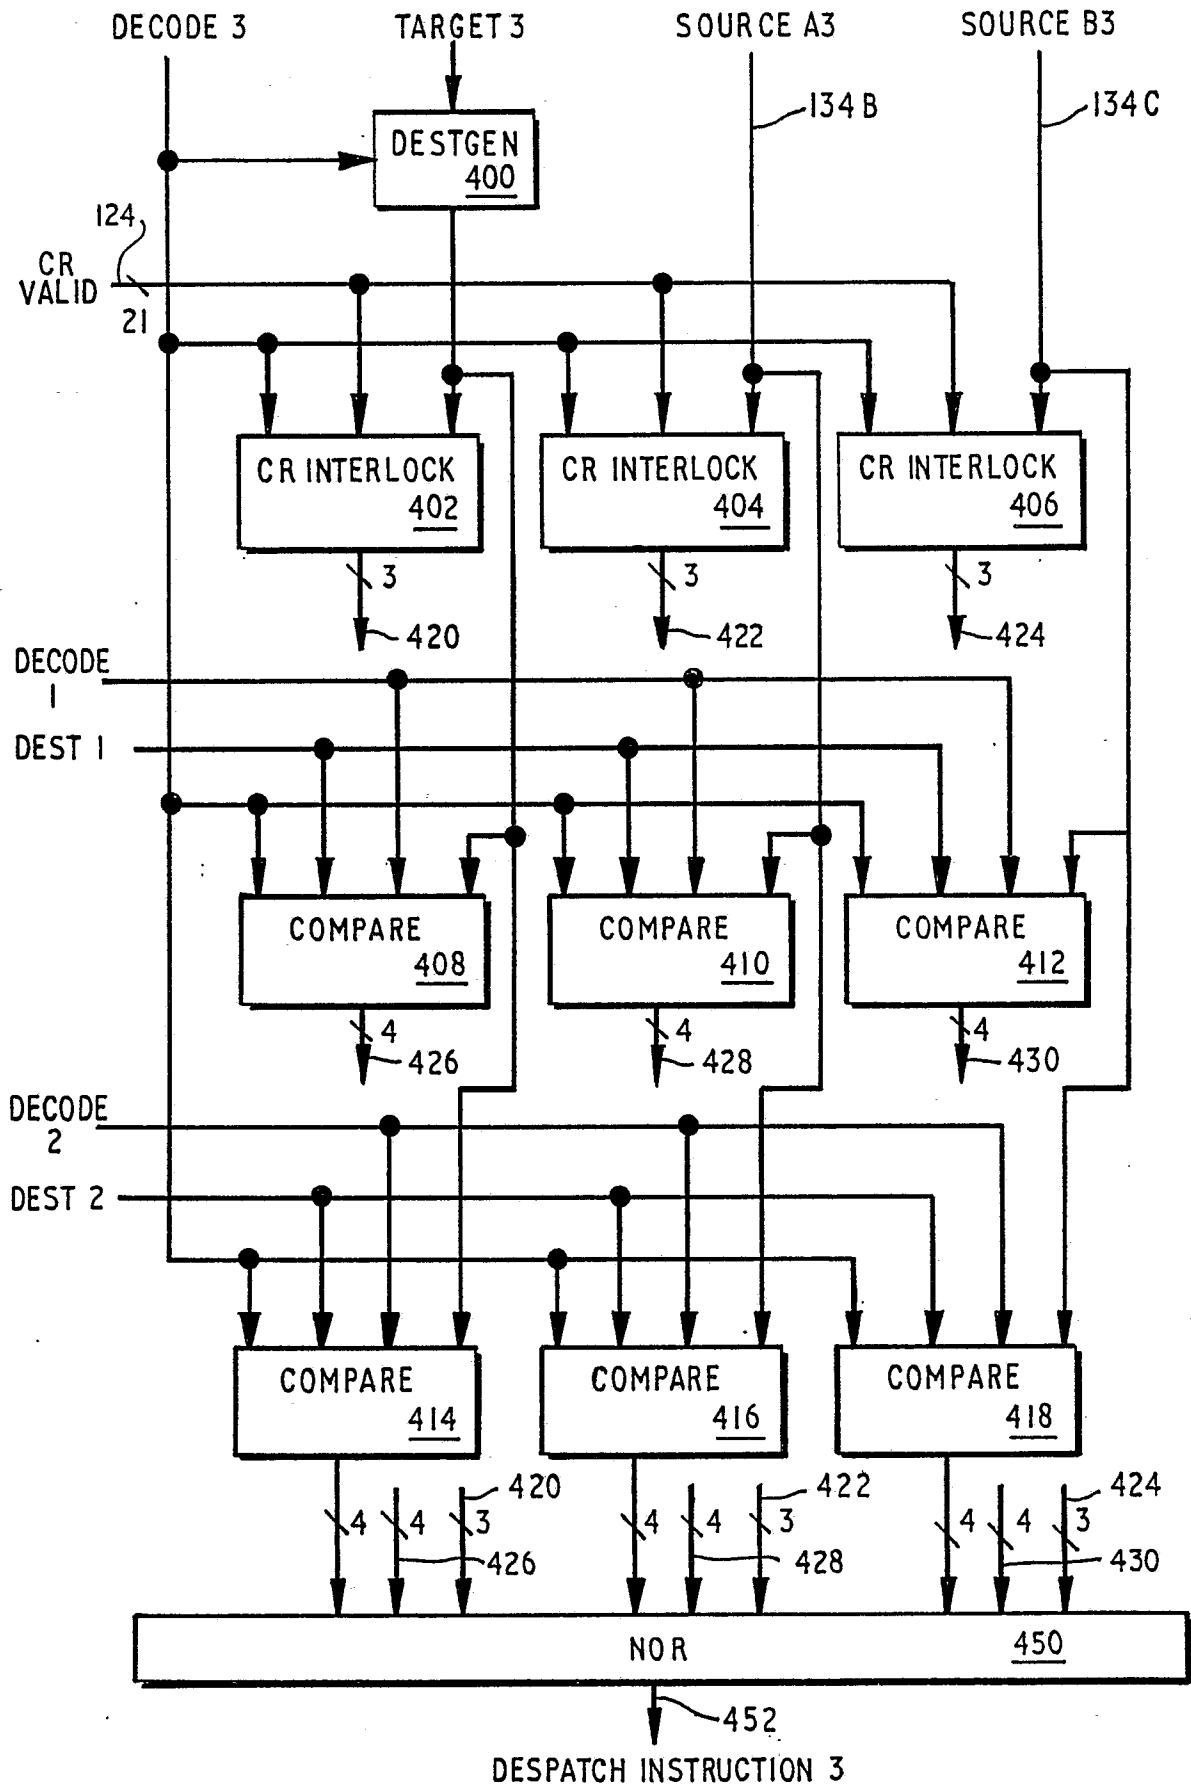 DECODE 3
TARGET 3
SOURCE A3
SOURCE B3
134B
134C
DESTGEN
400
124
CR
VALID
21
CR INTERLOCK
402
CR INTERLOCK
404
CR INTERLOCK
406
3
3
3
420
422
424
DECODE
1
DEST 1
COMPARE
408
COMPARE
410
COMPARE
412
4
4
4
426
428
430
DECODE
2
DEST 2
COMPARE
414
COMPARE
416
COMPARE
418
420
422
424
4
4
3
4
4
3
4
4
3
426
428
430
NOR
450
452
DESPATCH INSTRUCTION 3